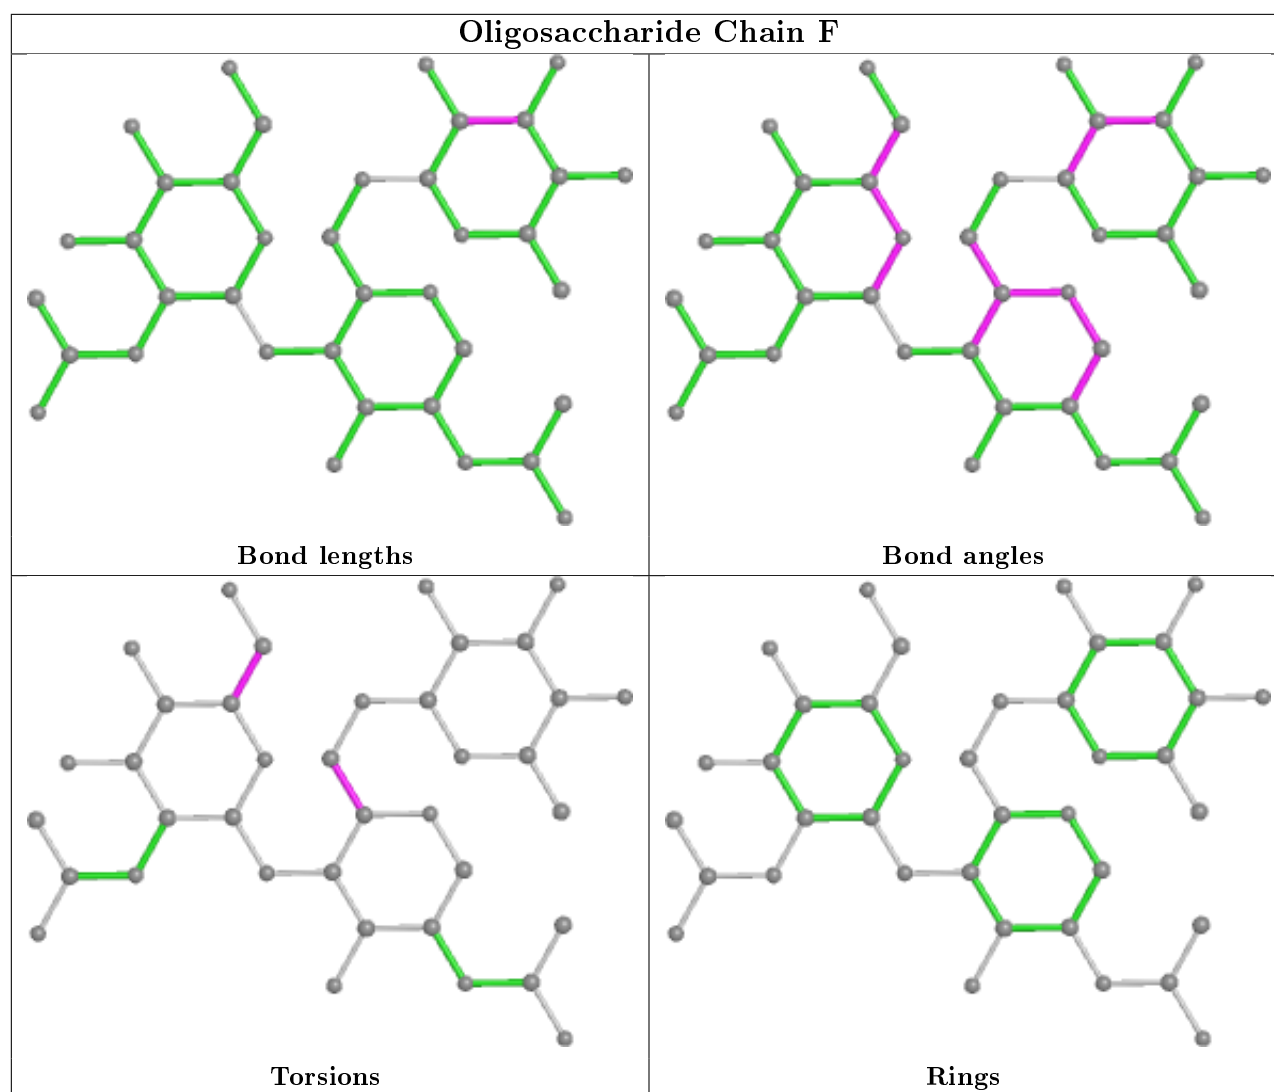 Oligosaccharide Chain F
Bond lengths
Bond angles
Torsions
Rings